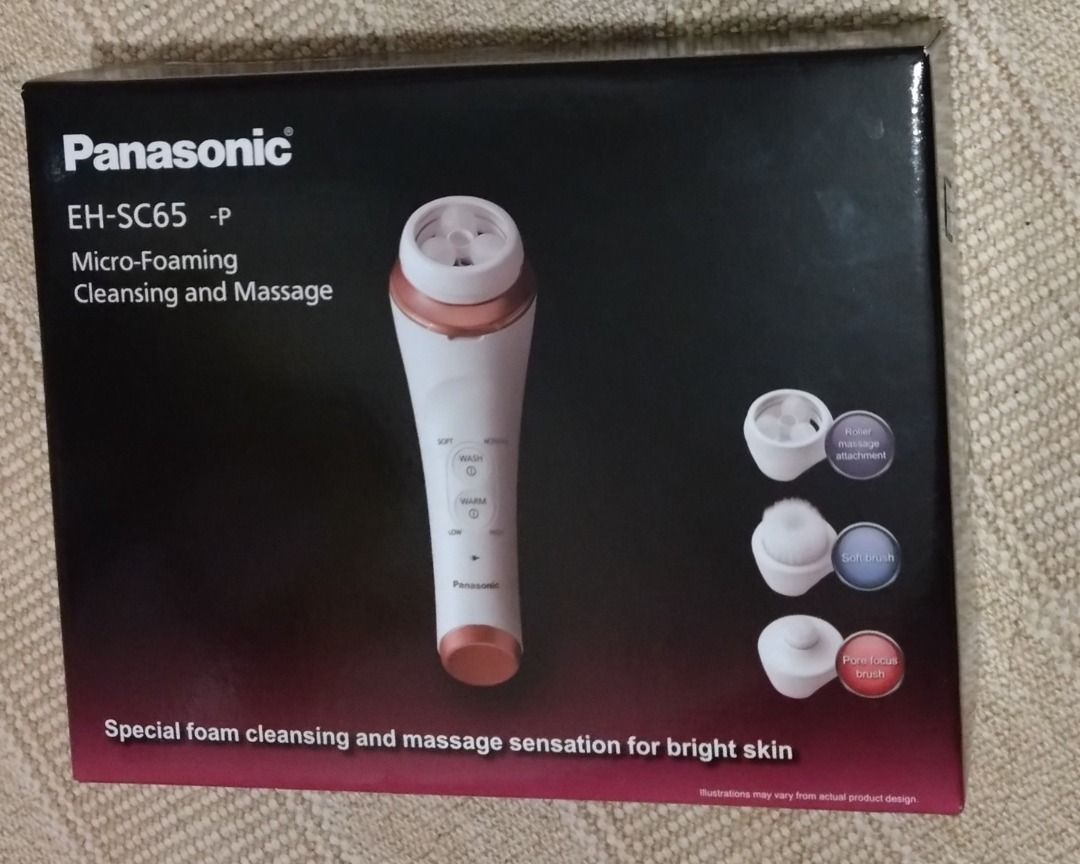 Panasonic®
EH-SC65 -P
Micro-Foaming
Cleansing and Massage
SOFT NORMAL
WASH
WARM
LOW HIGH
Panasonic
Roller
massage
attachment
Soft brush
Pore focus
brush
Special foam cleansing and massage sensation for bright skin
Illustrations may vary from actual product design.